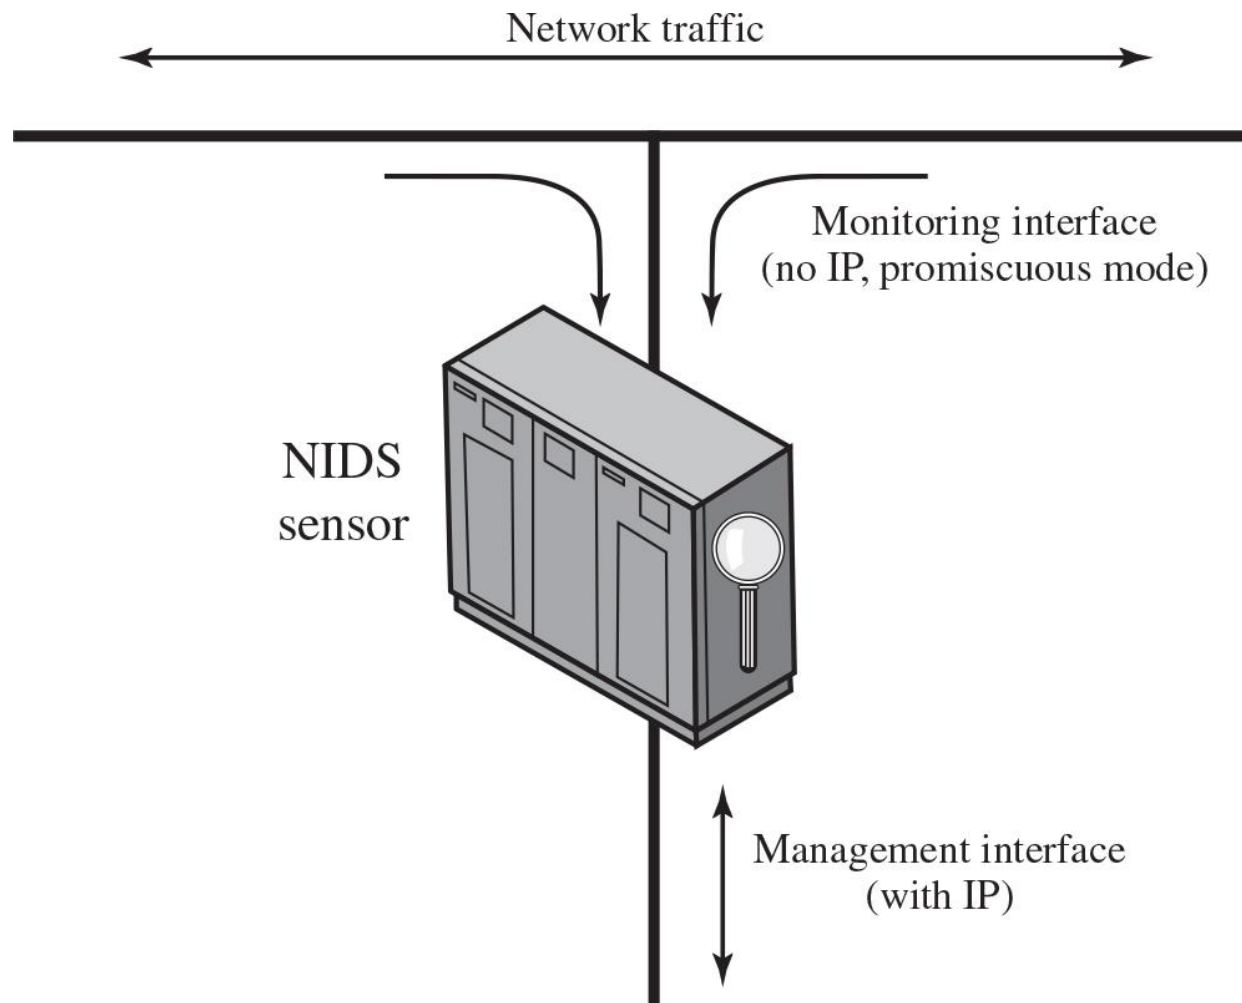 Network traffic
Monitoring interface
(no IP, promiscuous mode)
NIDS
sensor
Management interface
(with IP)